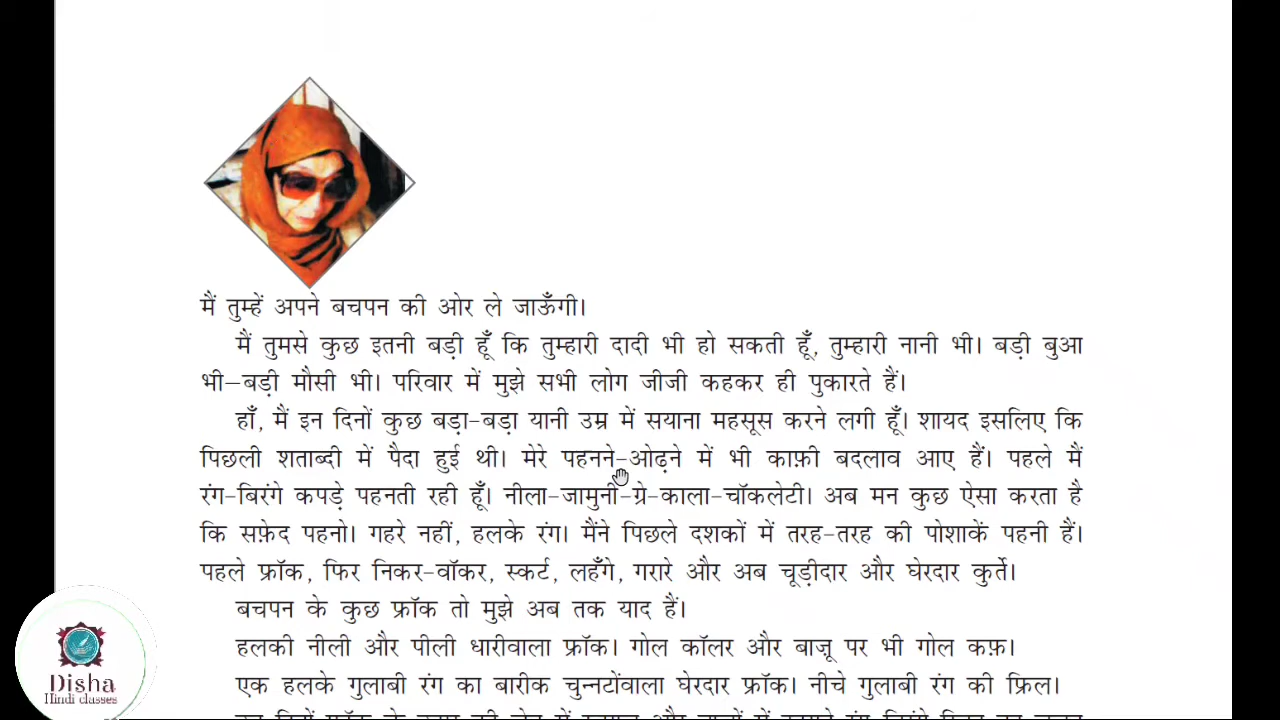 मैं तुम्हें अपने बचपन की ओर ले जाऊँगी।
मैं तुमसे कुछ इतनी बड़ी हूँ कि तुम्हारी दादी भी हो सकती हूँ, तुम्हारी नानी भी। बड़ी बुआ
भी–बड़ी मौसी भी। परिवार में मुझे सभी लोग जीजी कहकर ही पुकारते हैं।
हाँ, मैं इन दिनों कुछ बड़ा-बड़ा यानी उम्र में सयाना महसूस करने लगी हूँ। शायद इसलिए कि
पिछली शताब्दी में पैदा हुई थी। मेरे पहनने-ओढ़ने में भी काफ़ी बदलाव आए हैं। पहले मैं
रंग-बिरंगे कपड़े पहनती रही हूँ। नीला-जामुनी-ग्रे-काला-चॉकलेटी। अब मन कुछ ऐसा करता है
कि सफ़ेद पहनो। गहरे नहीं, हलके रंग। मैंने पिछले दशकों में तरह-तरह की पोशाकें पहनी हैं।
पहले फ्रॉक, फिर निकर-वॉकर, स्कर्ट, लहँगे, गरारे और अब चूड़ीदार और घेरदार कुर्ते।
बचपन के कुछ फ्रॉक तो मुझे अब तक याद हैं।
हलकी नीली और पीली धारीवाला फ्रॉक। गोल कॉलर और बाजू पर भी गोल कफ़।
एक हलके गुलाबी रंग का बारीक चुन्नटोंवाला घेरदार फ्रॉक। नीचे गुलाबी रंग की फ्रिल।
Disha
Hindi classes